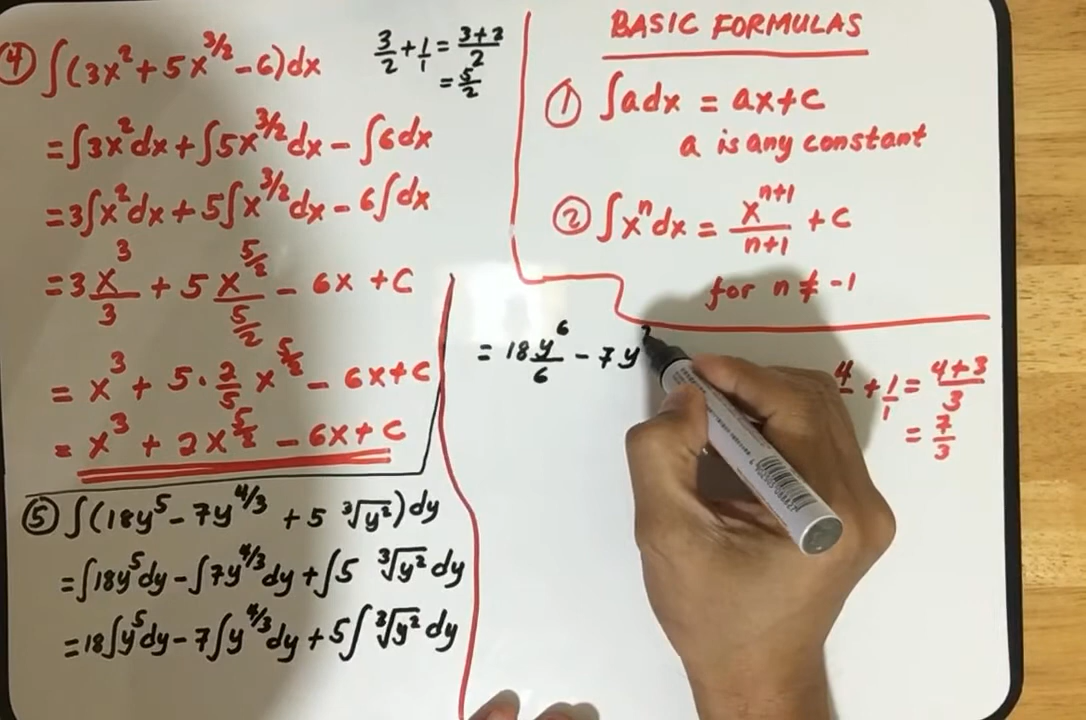 ④ ∫(3x² + 5x^3/2 - 6)dx
3/2 + 1/1 = 3+2/2
= 5/2
= ∫3x²dx + ∫5x^3/2 dx - ∫6dx
= 3∫x²dx + 5∫x^3/2 dx - 6∫dx
= 3 x³/3 + 5 x^5/2 / 5/2 - 6x + C
= x³ + 5 · 2/5 x^5/2 - 6x + C
= x³ + 2x^5/2 - 6x + C
⑤ ∫(18y⁵ - 7y^4/3 + 5 ∛y²) dy
= ∫18y⁵dy - ∫7y^4/3 dy + ∫5 ∛y² dy
= 18∫y⁵dy - 7∫y^4/3 dy + 5∫∛y² dy
BASIC FORMULAS
① ∫adx = ax + c
a is any constant
② ∫xⁿdx = x^n+1 / n+1 + c
for n ≠ -1
= 18 y⁶/6 - 7y
+ 1/1 = 4+3/3
= 7/3